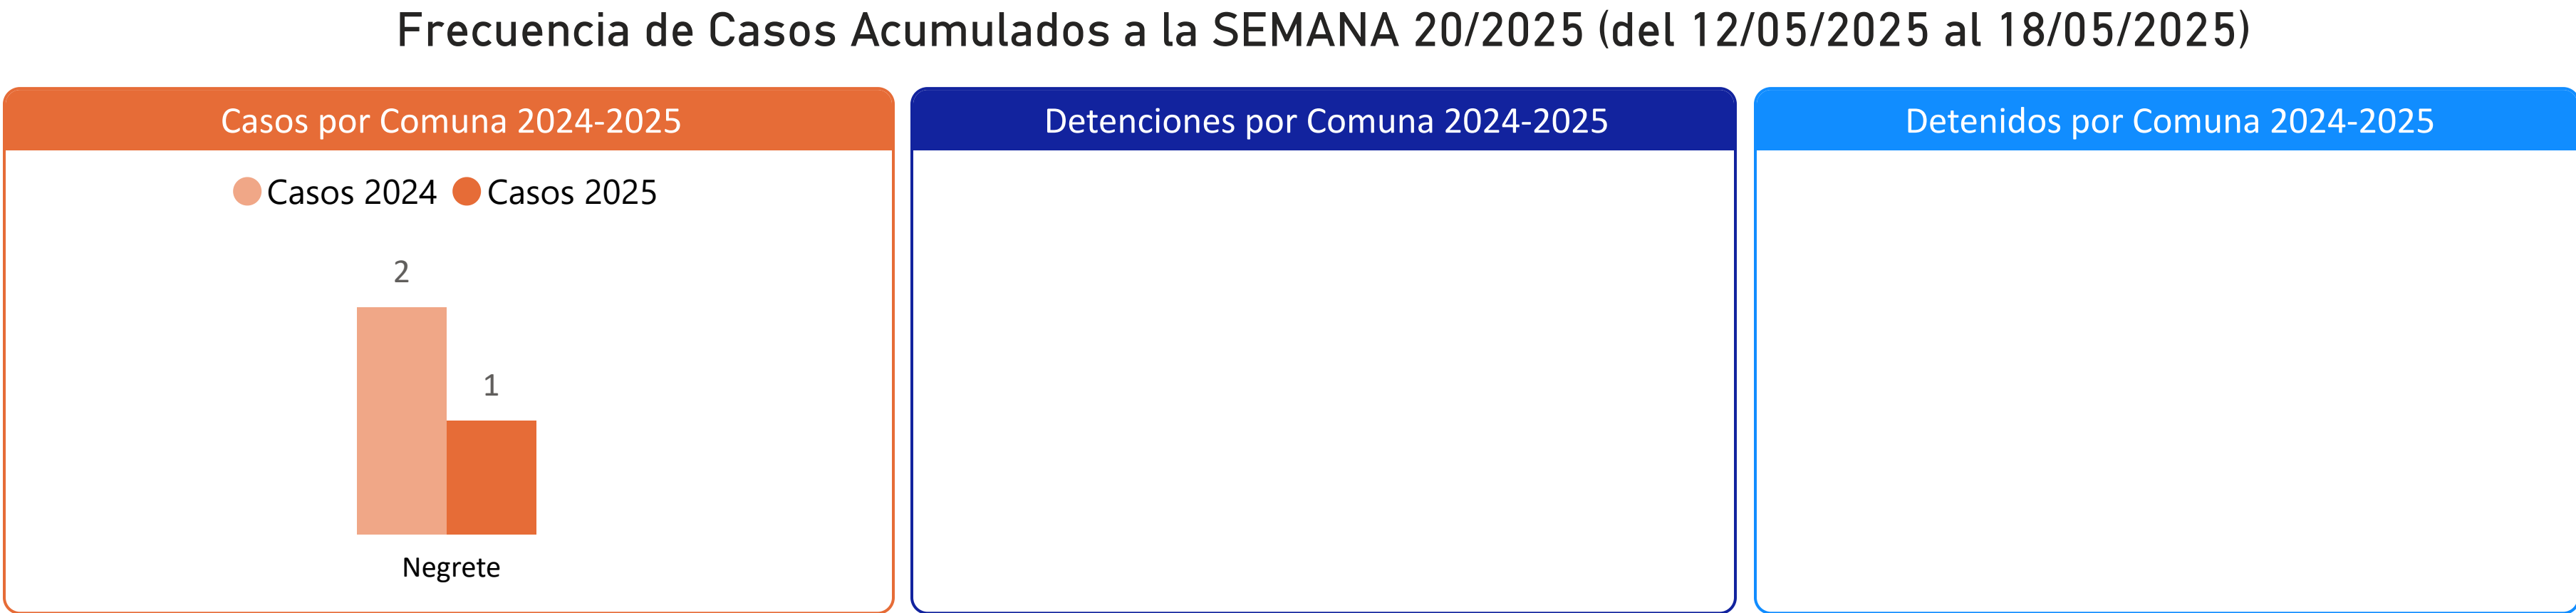 Frecuencia de Casos Acumulados a la SEMANA 20/2025 (del 12/05/2025 al 18/05/2025)
Casos por Comuna 2024-2025
Casos 2024 Casos 2025
2
1
Negrete
Detenciones por Comuna 2024-2025
Detenidos por Comuna 2024-2025